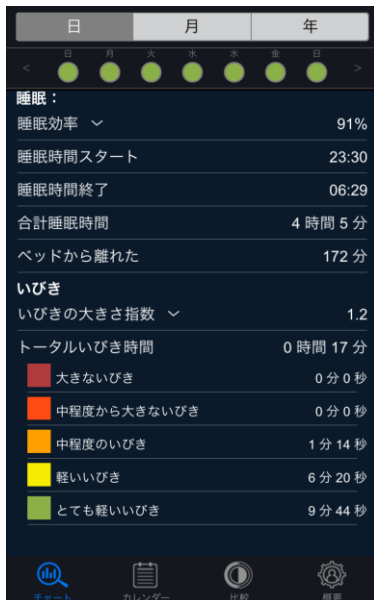 日 月 年
日 月 火 水 水 金 日
< >
睡眠：
睡眠効率 91%
睡眠時間スタート 23:30
睡眠時間終了 06:29
合計睡眠時間 4 時間 5 分
ベッドから離れた 172 分
いびき
いびきの大きさ指数 1.2
トータルいびき時間 0 時間 17 分
大きないびき 0 分 0 秒
中程度から大きないびき 0 分 0 秒
中程度のいびき 1 分 14 秒
軽いいびき 6 分 20 秒
とても軽いいびき 9 分 44 秒
チャート カレンダー 比較 概要